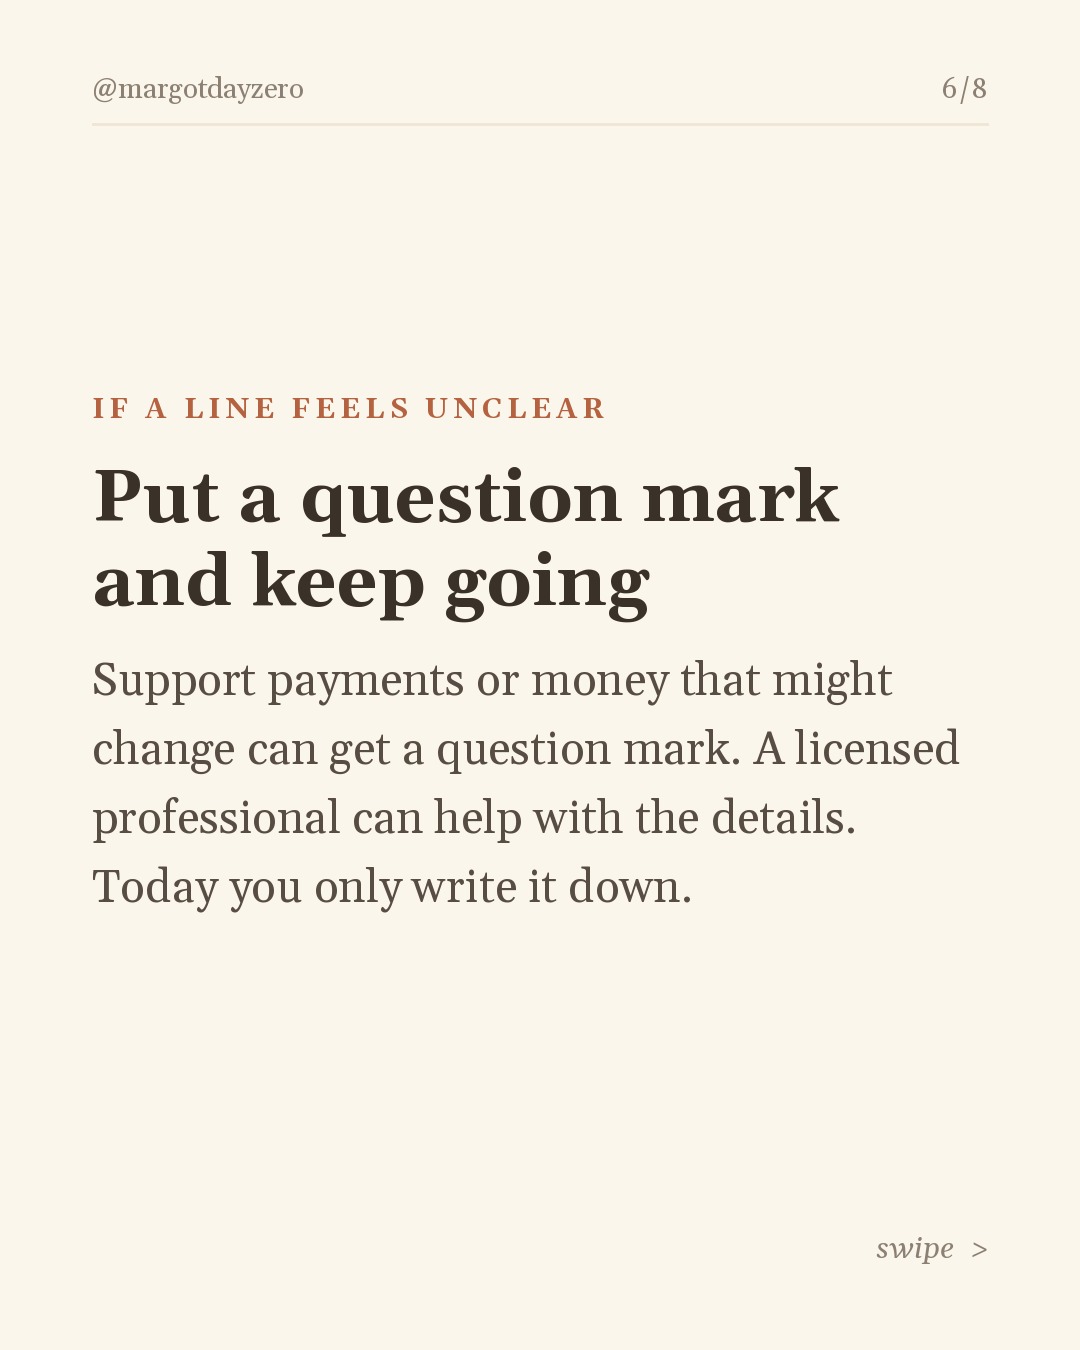 @margotdayzero
6/8
IF A LINE FEELS UNCLEAR
Put a question mark
and keep going
Support payments or money that might
change can get a question mark. A licensed
professional can help with the details.
Today you only write it down.
swipe >